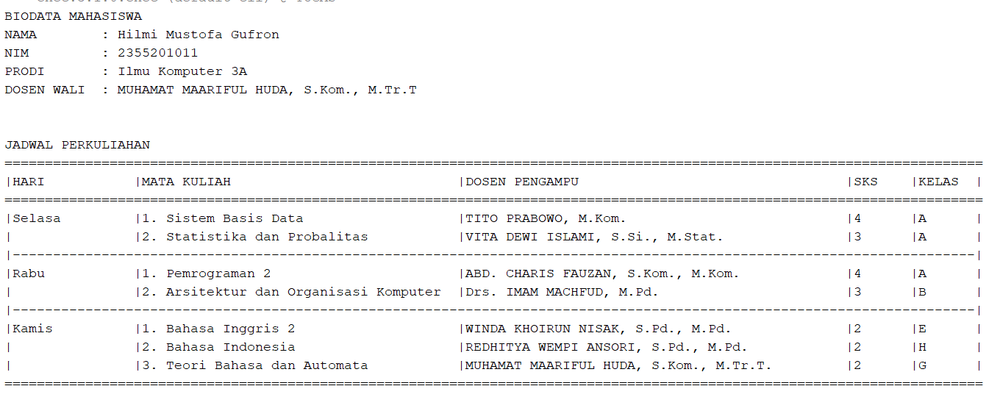 BIODATA MAHASISWA
NAMA        : Hilmi Mustofa Gufron
NIM         : 2355201011
PRODI       : Ilmu Komputer 3A
DOSEN WALI  : MUHAMAT MAARIFUL HUDA, S.Kom., M.Tr.T
JADWAL PERKULIAHAN
=========================================================================================================================
|HARI           |MATA KULIAH                            |DOSEN PENGAMPU                                 |SKS    |KELAS  |
=========================================================================================================================
|Selasa         |1. Sistem Basis Data                   |TITO PRABOWO, M.Kom.                           |4      |A      |
|               |2. Statistika dan Probalitas           |VITA DEWI ISLAMI, S.Si., M.Stat.               |3      |A      |
|-----------------------------------------------------------------------------------------------------------------------|
|Rabu           |1. Pemrograman 2                       |ABD. CHARIS FAUZAN, S.Kom., M.Kom.             |4      |A      |
|               |2. Arsitektur dan Organisasi Komputer  |Drs. IMAM MACHFUD, M.Pd.                       |3      |B      |
|-----------------------------------------------------------------------------------------------------------------------|
|Kamis          |1. Bahasa Inggris 2                    |WINDA KHOIRUN NISAK, S.Pd., M.Pd.              |2      |E      |
|               |2. Bahasa Indonesia                    |REDHITYA WEMPI ANSORI, S.Pd., M.Pd.            |2      |H      |
|               |3. Teori Bahasa dan Automata           |MUHAMAT MAARIFUL HUDA, S.Kom., M.Tr.T.         |2      |G      |
=========================================================================================================================